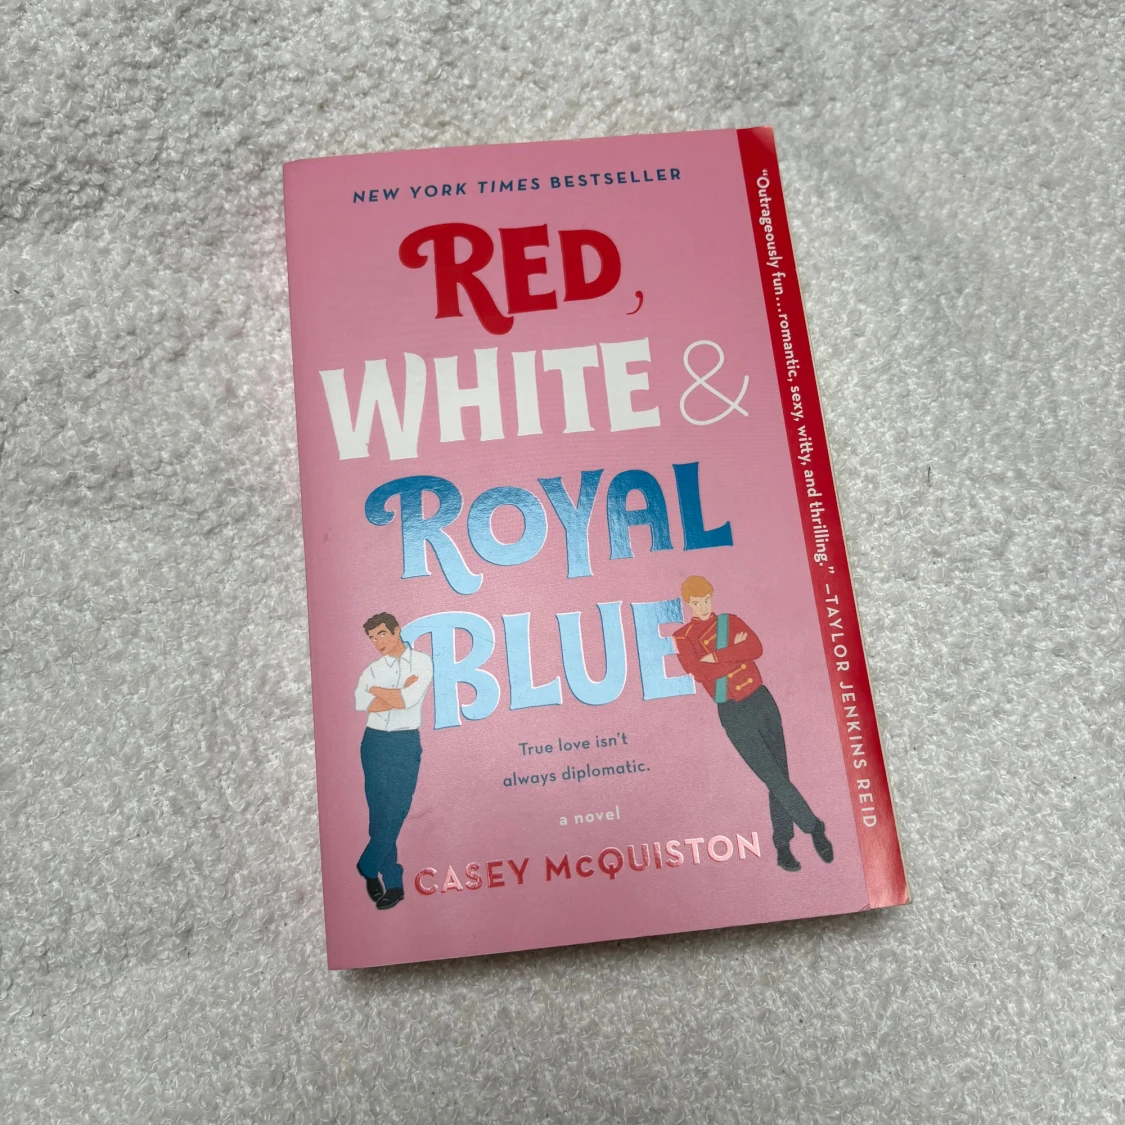 NEW YORK TIMES BESTSELLER
RED,
WHITE &
ROYAL
BLUE
True love isn't
always diplomatic.
a novel
CASEY McQUISTON
"Outrageously fun...romantic, sexy, witty, and thrilling." —TAYLOR JENKINS REID